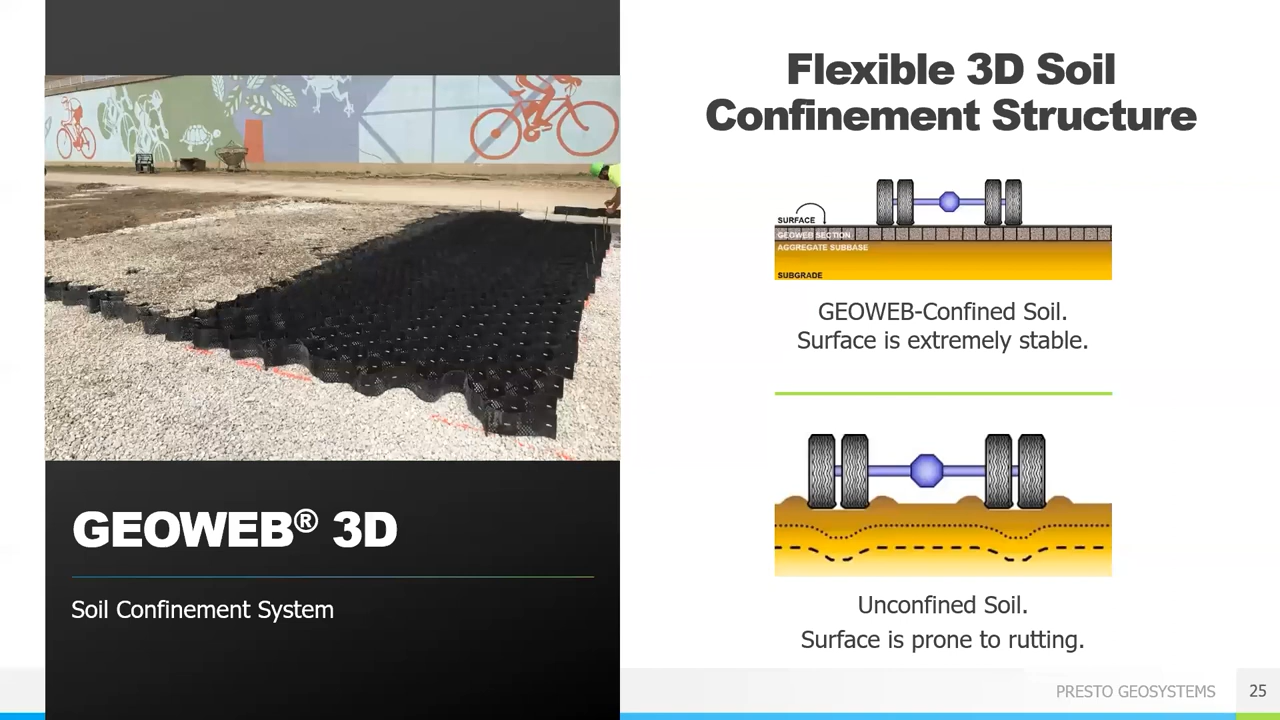 GEOWEB® 3D
Soil Confinement System
Flexible 3D Soil
Confinement Structure
SURFACE
GEOWEB SECTION
AGGREGATE SUBBASE
SUBGRADE
GEOWEB-Confined Soil.
Surface is extremely stable.
Unconfined Soil.
Surface is prone to rutting.
PRESTO GEOSYSTEMS
25